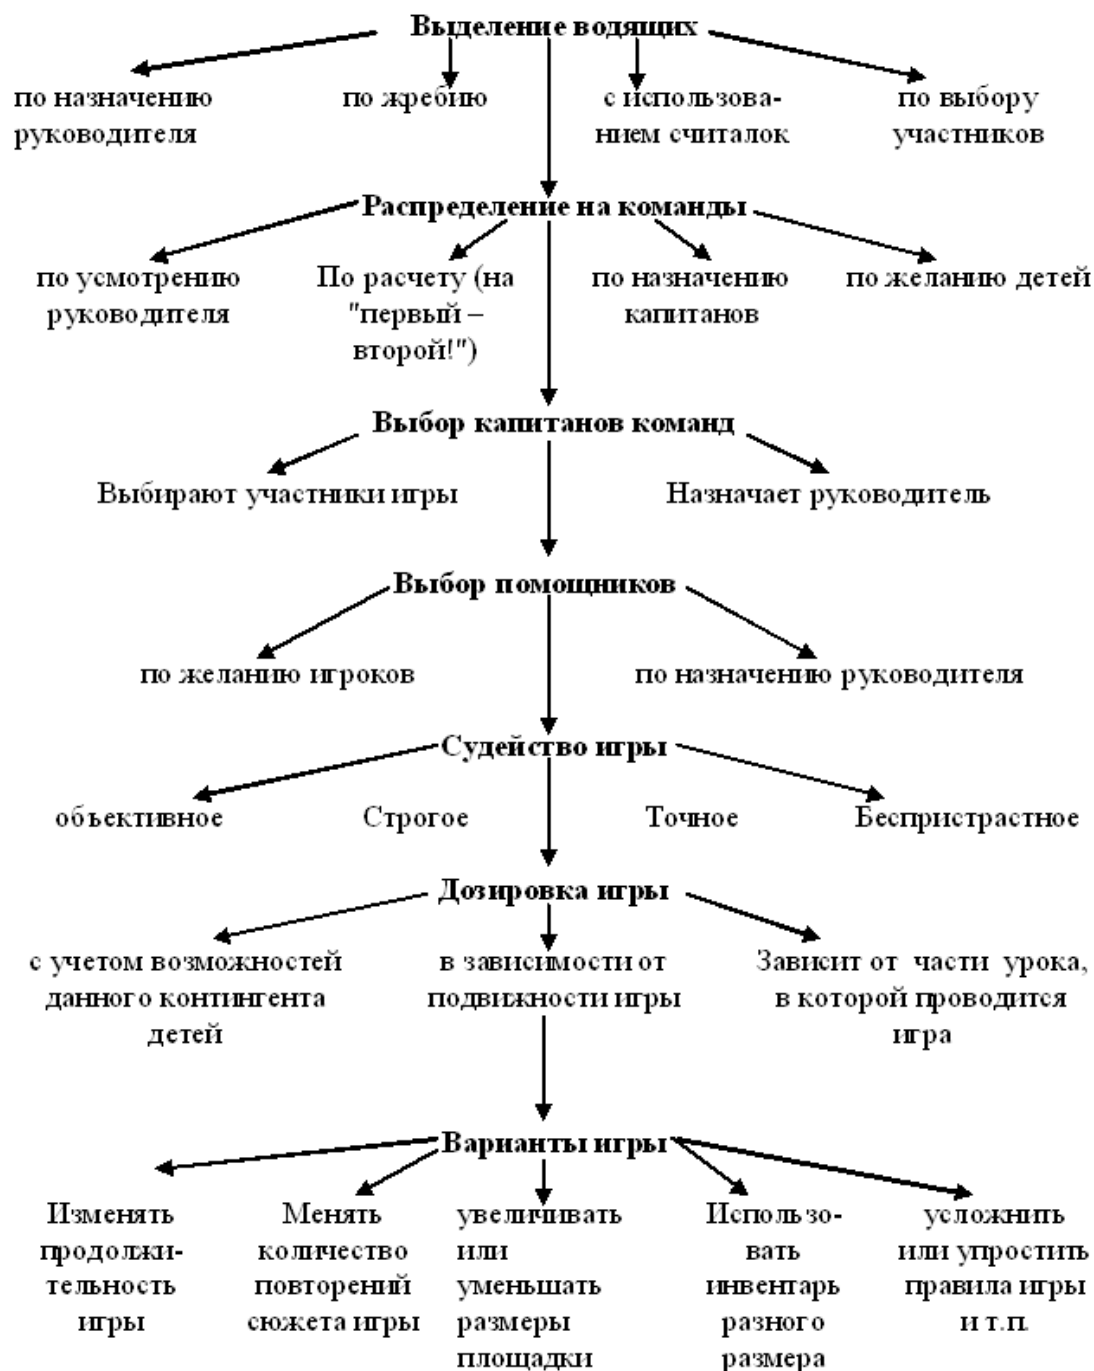 Выделение водящих
по назначению
руководителя
по жребию
с использова-
нием считалок
по выбору
участников
Распределение на команды
по усмотрению
руководителя
По расчету (на
"первый –
второй!")
по назначению
капитанов
по желанию детей
Выбор капитанов команд
Выбирают участники игры
Назначает руководитель
Выбор помощников
по желанию игроков
по назначению руководителя
Судейство игры
объективное
Строгое
Точное
Беспристрастное
Дозировка игры
с учетом возможностей
данного контингента
детей
в зависимости от
подвижности игры
Зависит от части урока,
в которой проводится
игра
Варианты игры
Изменять
продолжи-
тельность
игры
Менять
количество
повторений
сюжета игры
увеличивать
или
уменьшать
размеры
площадки
Использо-
вать
инвентарь
разного
размера
усложнить
или упростить
правила игры
и т.п.